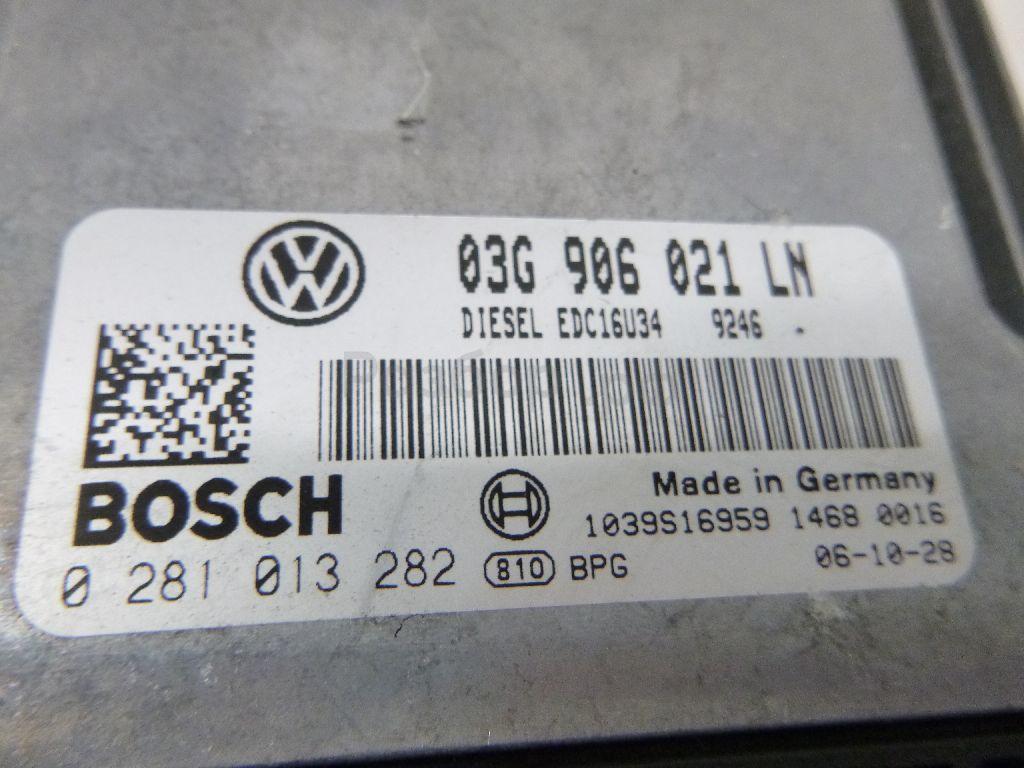 03G 906 021 LN
DIESEL EDC16U34 9246 -
BOSCH
Made in Germany
1039S16959 1468 0016
0 281 013 282 810 BPG
06-10-28